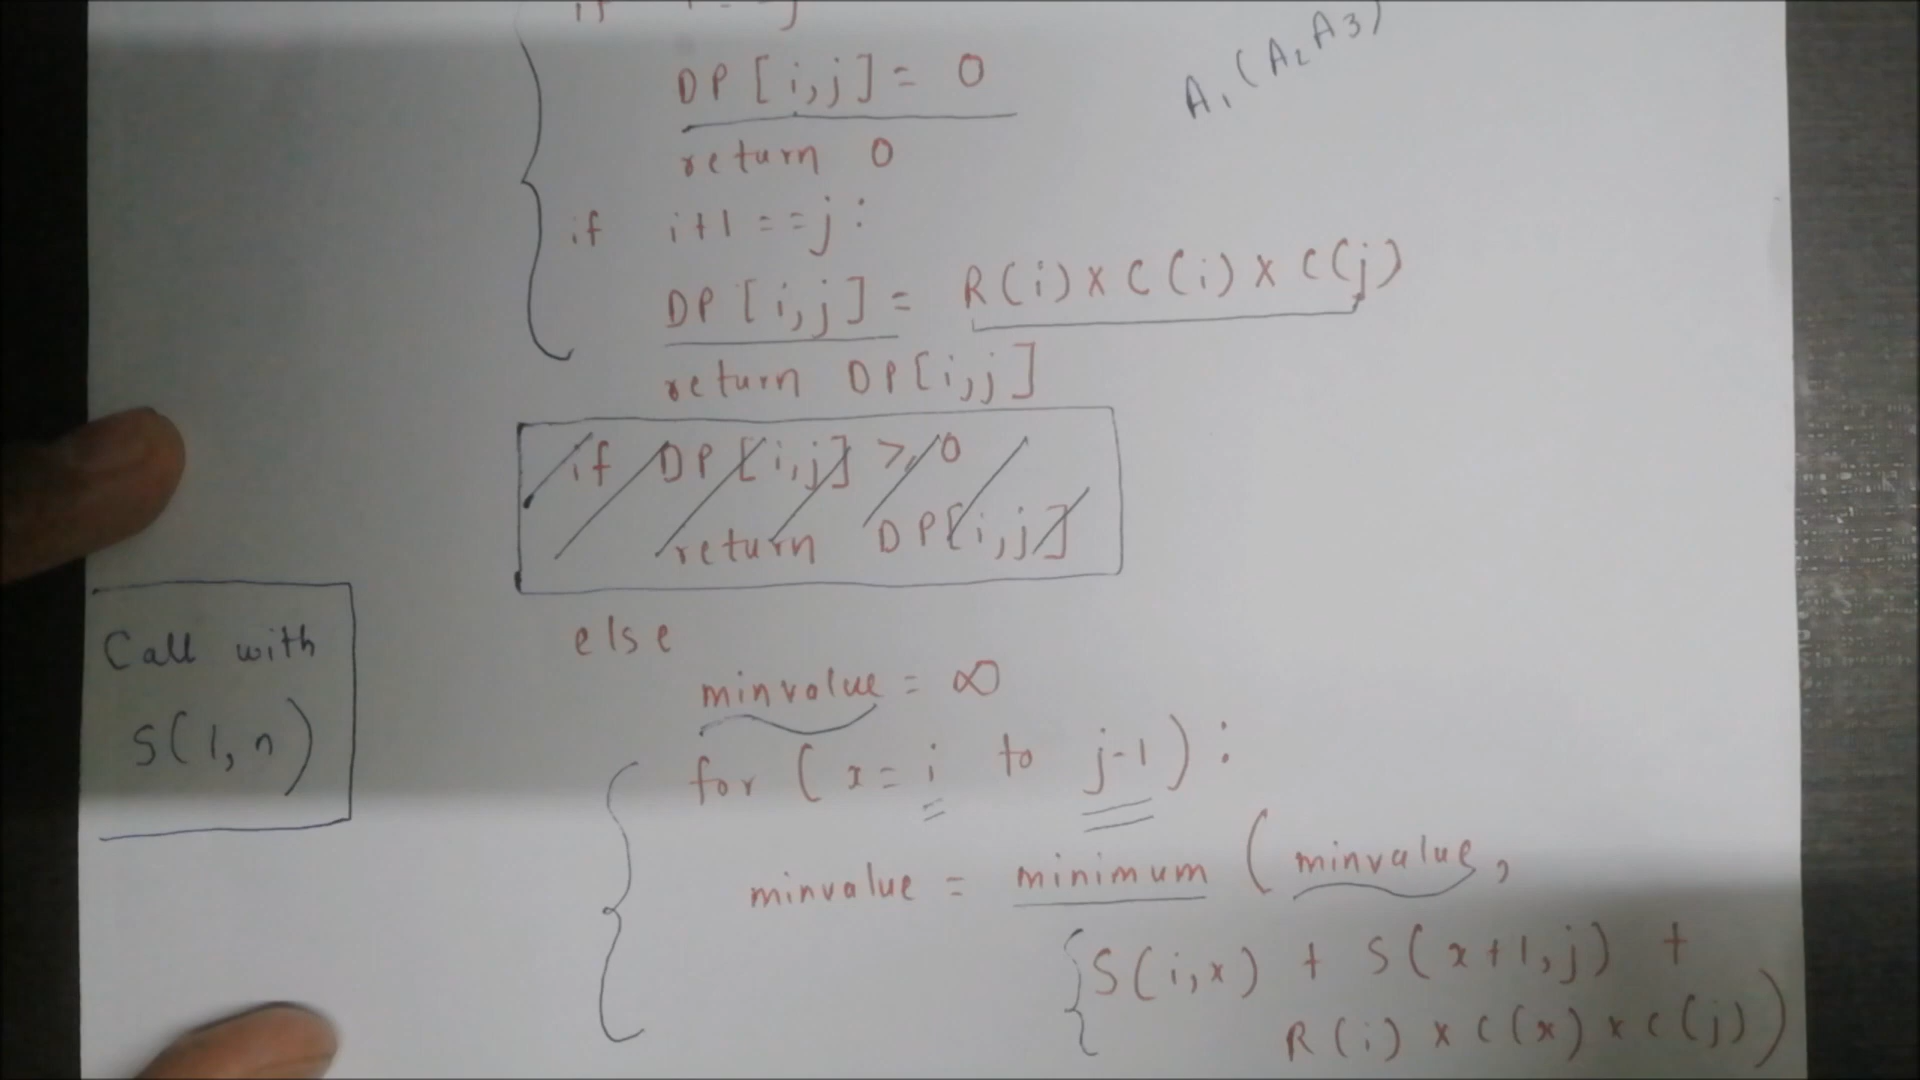 DP[i,j] = 0
A1(A2A3)
return 0
if i+1 == j:
DP[i,j] = R(i) x C(i) x C(j)
return DP[i,j]
if DP[i,j] ≥ 0
return DP[i,j]
Call with
S(1,n)
else
minvalue = ∞
for (x = i to j-1):
minvalue = minimum (minvalue,
{S(i,x) + S(x+1,j) +
R(i) x C(x) x C(j))